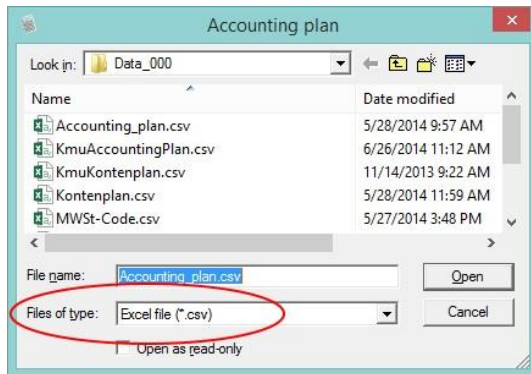 Accounting plan
Look in: Data_000
Name Date modified
Accounting_plan.csv 5/28/2014 9:57 AM
KmuAccountingPlan.csv 6/26/2014 11:12 AM
KmuKontenplan.csv 11/14/2013 9:22 AM
Kontenplan.csv 5/28/2014 11:59 AM
MWSt-Code.csv 5/27/2014 3:48 PM
File name: Accounting_plan.csv Open
Files of type: Excel file (*.csv) Cancel
Open as read-only